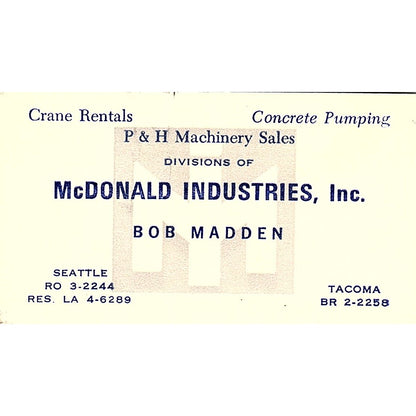 Crane Rentals Concrete Pumping
P & H Machinery Sales
DIVISIONS OF
McDONALD INDUSTRIES, Inc.
BOB MADDEN
SEATTLE
RO 3-2244
RES. LA 4-6289
TACOMA
BR 2-2258